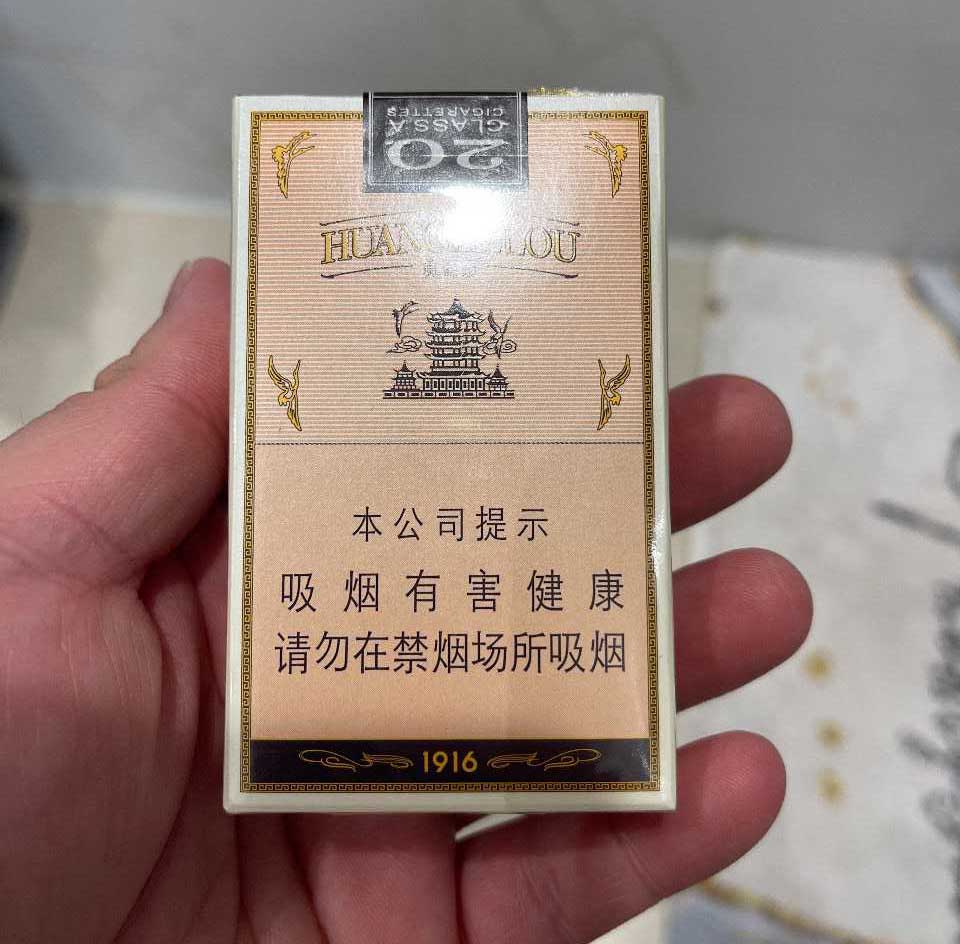 20
CLASS.A
CIGARETTES
本公司提示
吸烟有害健康
请勿在禁烟场所吸烟
1916